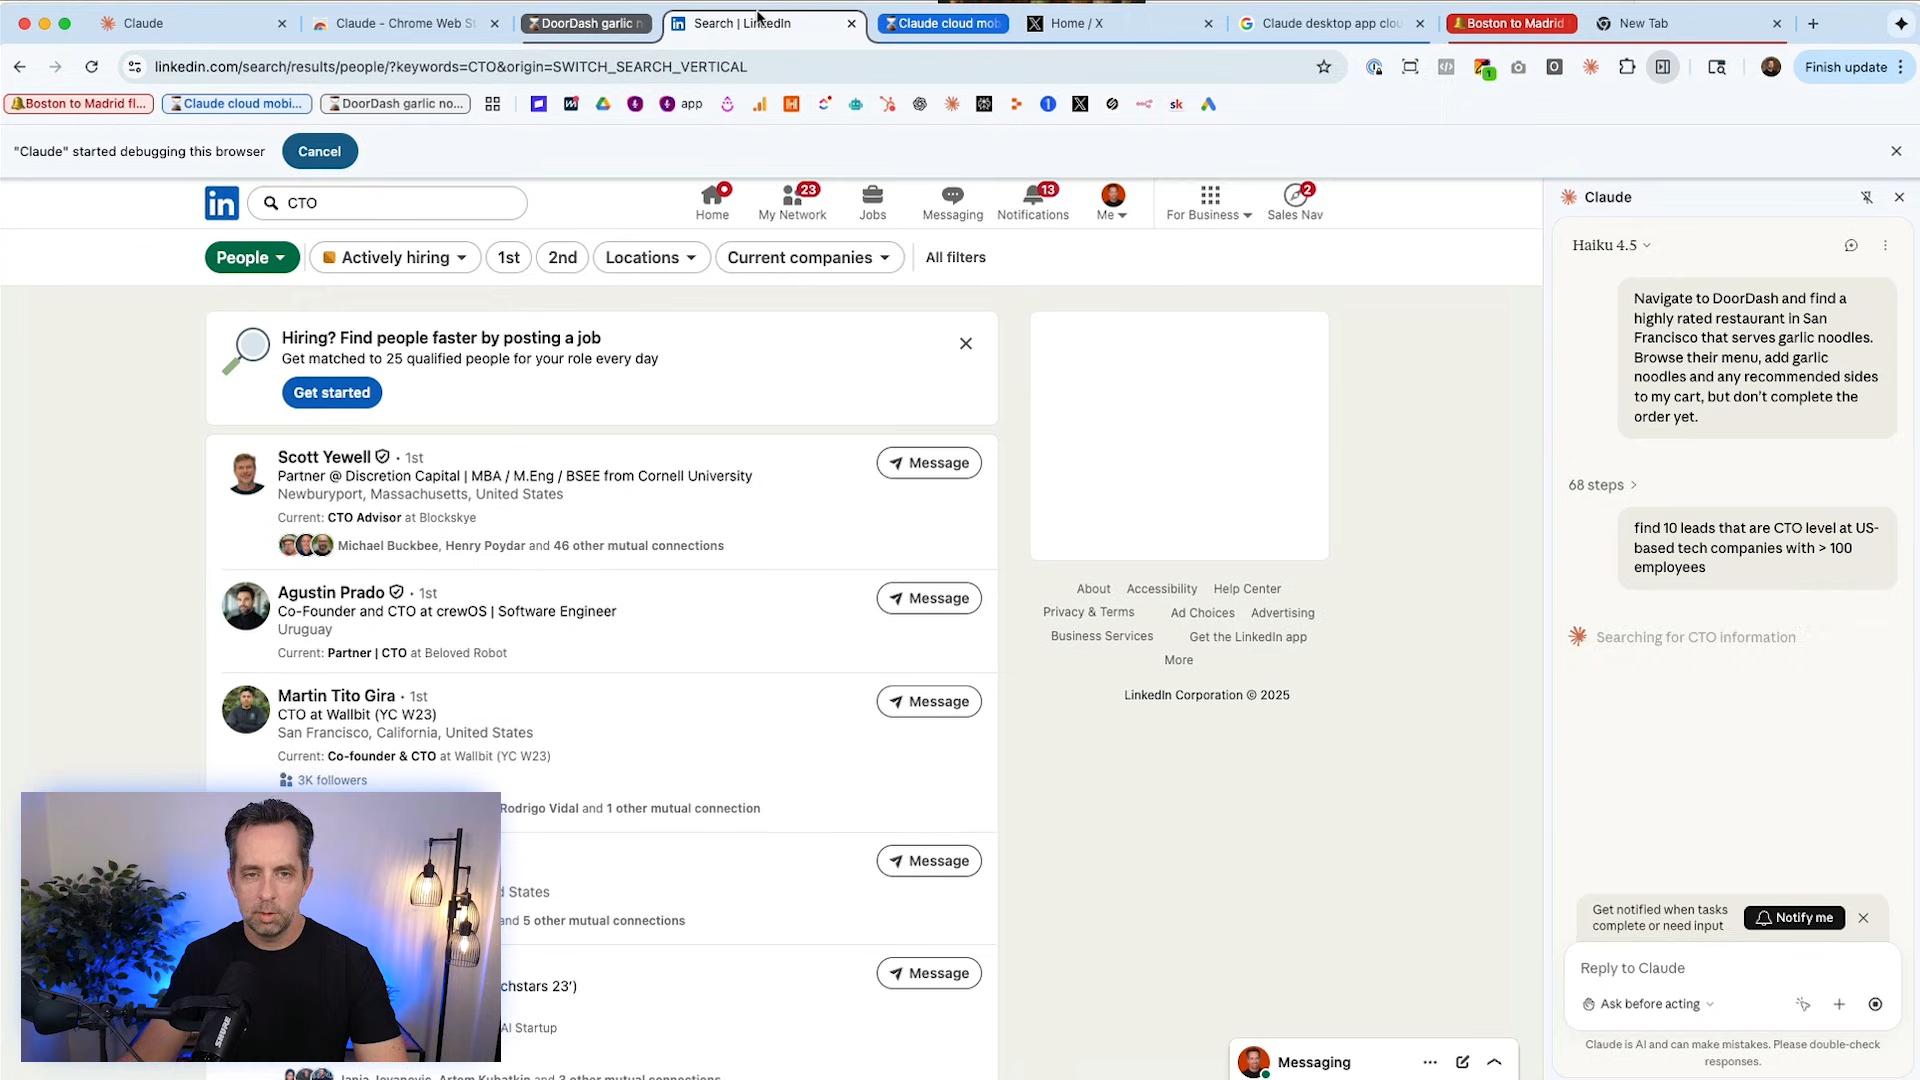 Claude
Claude - Chrome Web St
DoorDash garlic n
Search | LinkedIn
Claude cloud mob
Home / X
Claude desktop app clou
Boston to Madrid
New Tab
linkedin.com/search/results/people/?keywords=CTO&origin=SWITCH_SEARCH_VERTICAL
1
Finish update
Boston to Madrid fl...
Claude cloud mobi...
DoorDash garlic no...
app
sk
"Claude" started debugging this browser
Cancel
in
CTO
Home
23
My Network
Jobs
Messaging
13
Notifications
Me
For Business
2
Sales Nav
People
Actively hiring
1st
2nd
Locations
Current companies
All filters
Hiring? Find people faster by posting a job
Get matched to 25 qualified people for your role every day
Get started
Scott Yewell • 1st
Partner @ Discretion Capital | MBA / M.Eng / BSEE from Cornell University
Newburyport, Massachusetts, United States
Current: CTO Advisor at Blockskye
Michael Buckbee, Henry Poydar and 46 other mutual connections
Message
Agustin Prado • 1st
Co-Founder and CTO at crewOS | Software Engineer
Uruguay
Current: Partner | CTO at Beloved Robot
Message
Martin Tito Gira • 1st
CTO at Wallbit (YC W23)
San Francisco, California, United States
Current: Co-founder & CTO at Wallbit (YC W23)
3K followers
Rodrigo Vidal and 1 other mutual connection
Message
d States
and 5 other mutual connections
Message
chstars 23')
AI Startup
Message
Jania Jovanovic, Artem Kubatkin and 3 other mutual connections
About
Accessibility
Help Center
Privacy & Terms
Ad Choices
Advertising
Business Services
Get the LinkedIn app
More
LinkedIn Corporation © 2025
Messaging
Claude
Haiku 4.5
Navigate to DoorDash and find a
highly rated restaurant in San
Francisco that serves garlic noodles.
Browse their menu, add garlic
noodles and any recommended sides
to my cart, but don't complete the
order yet.
68 steps
find 10 leads that are CTO level at US-
based tech companies with > 100
employees
Searching for CTO information
Get notified when tasks
complete or need input
Notify me
Reply to Claude
Ask before acting
Claude is AI and can make mistakes. Please double-check
responses.
SHURE